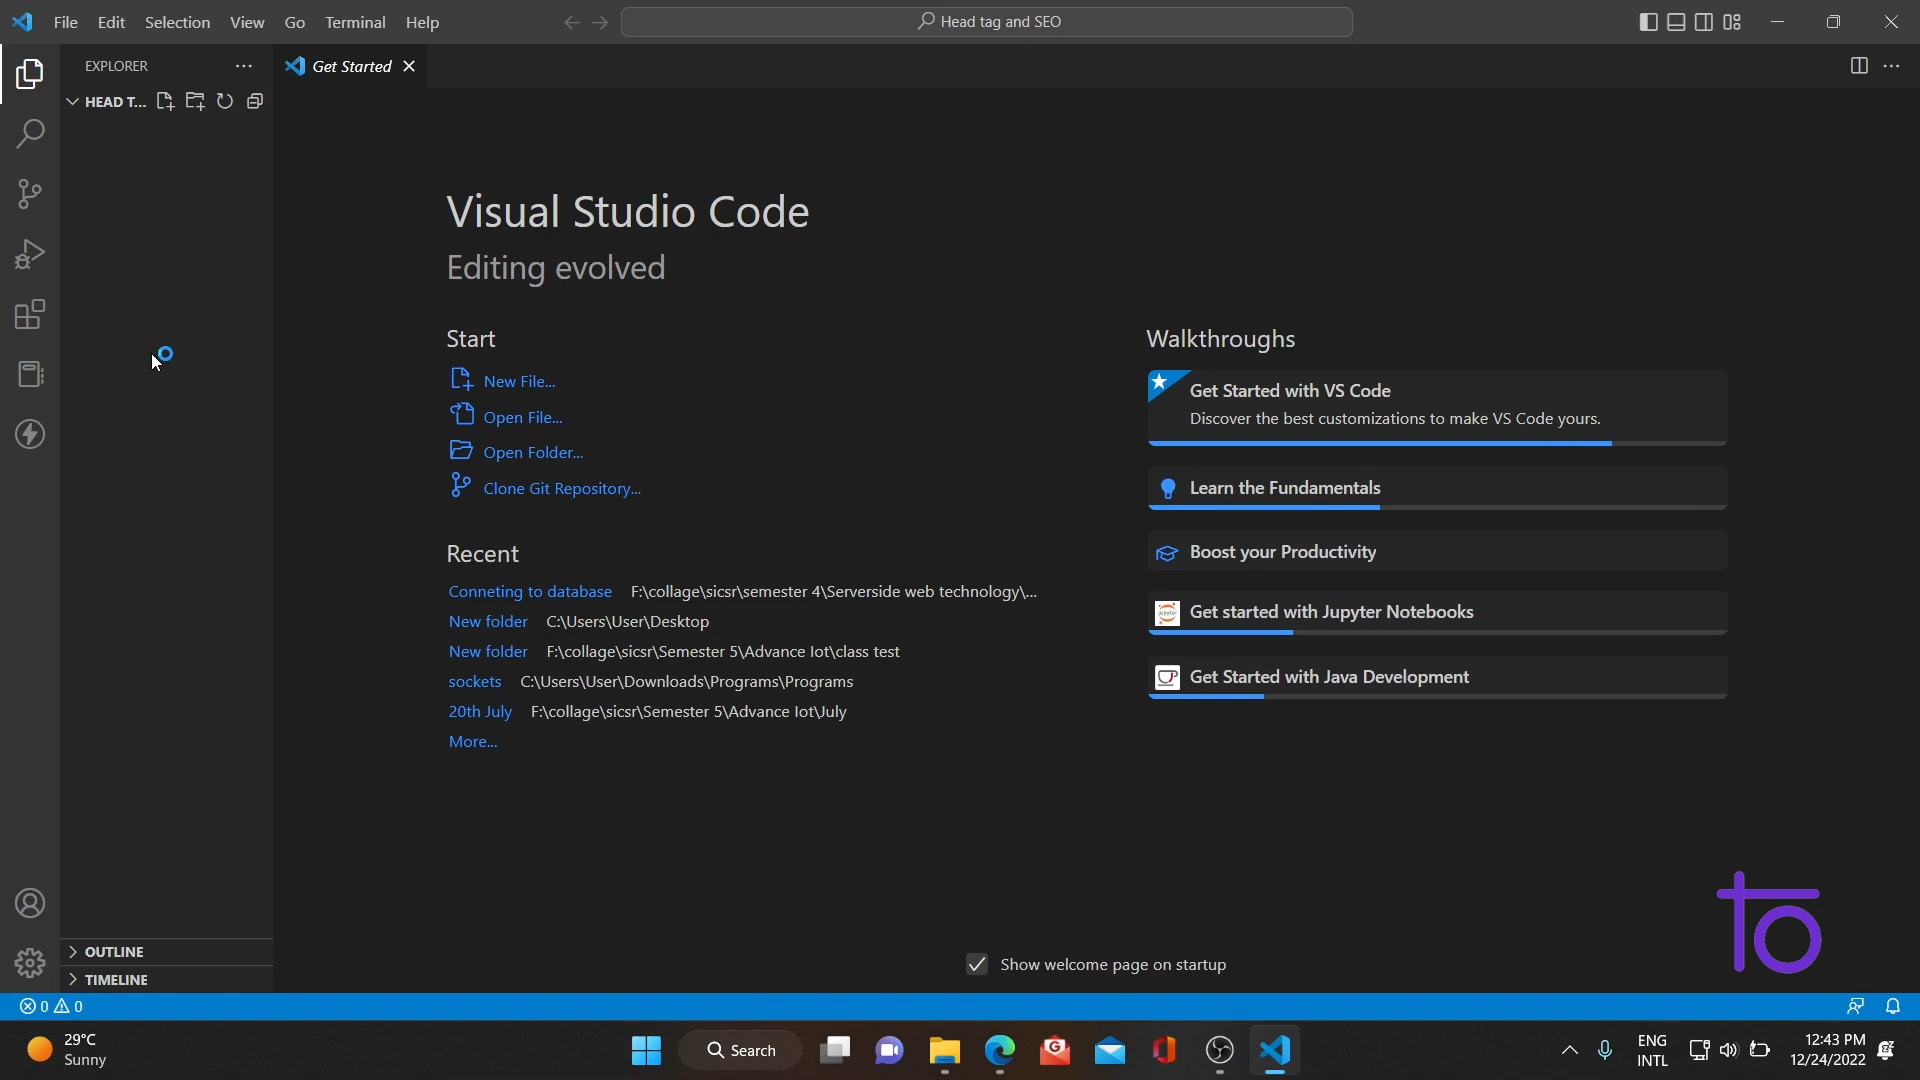 File Edit Selection View Go Terminal Help
Head tag and SEO
EXPLORER
Get Started
HEAD T...
Visual Studio Code
Editing evolved
Start
New File...
Open File...
Open Folder...
Clone Git Repository...
Recent
Conneting to database F:\collage\sicsr\semester 4\Serverside web technology\...
New folder C:\Users\User\Desktop
New folder F:\collage\sicsr\Semester 5\Advance Iot\class test
sockets C:\Users\User\Downloads\Programs\Programs
20th July F:\collage\sicsr\Semester 5\Advance Iot\July
More...
Walkthroughs
Get Started with VS Code
Discover the best customizations to make VS Code yours.
Learn the Fundamentals
Boost your Productivity
Get started with Jupyter Notebooks
Get Started with Java Development
Show welcome page on startup
to
OUTLINE
TIMELINE
0 0
29°C
Sunny
Search
ENG
INTL
12:43 PM
12/24/2022